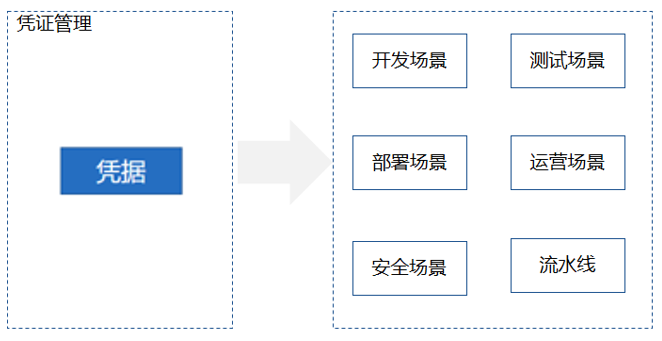 凭证管理
凭据
开发场景
测试场景
部署场景
运营场景
安全场景
流水线